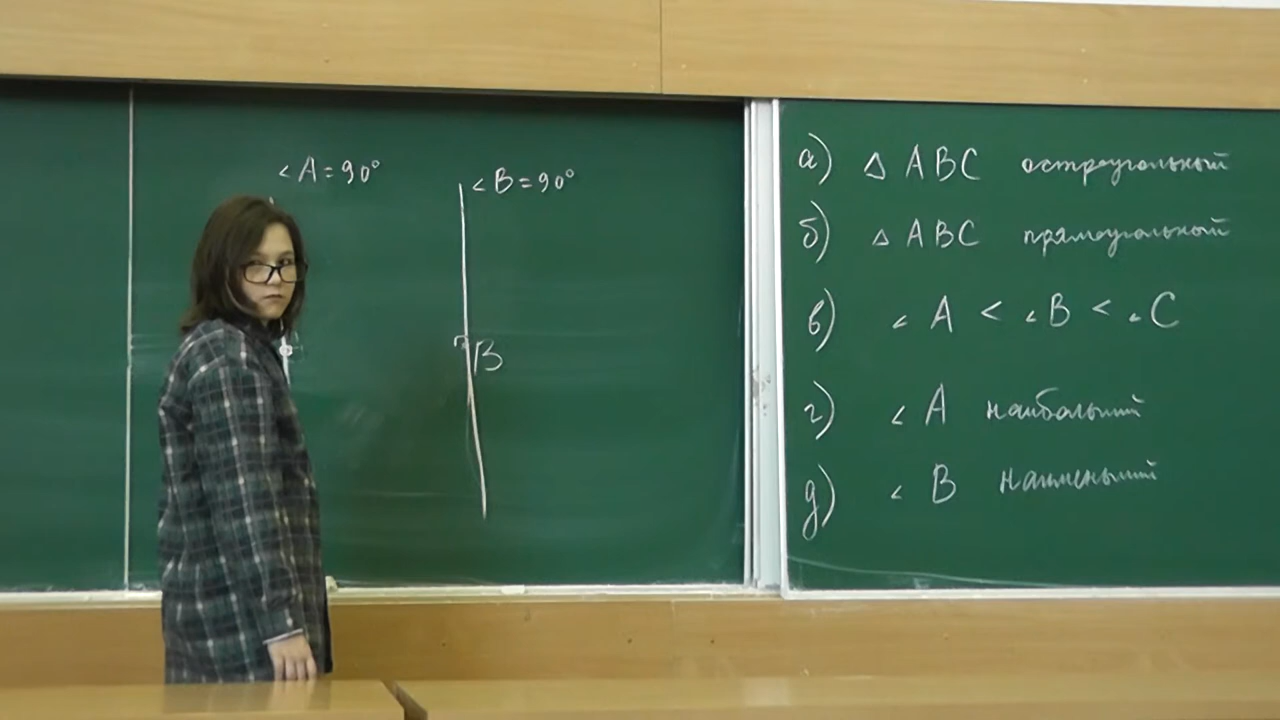 ∠A = 90°
∠B = 90°
B
а) △ ABC остроугольный
б) △ ABC прямоугольный
в) ∠A < ∠B < ∠C
г) ∠A наибольший
д) ∠B наименьший